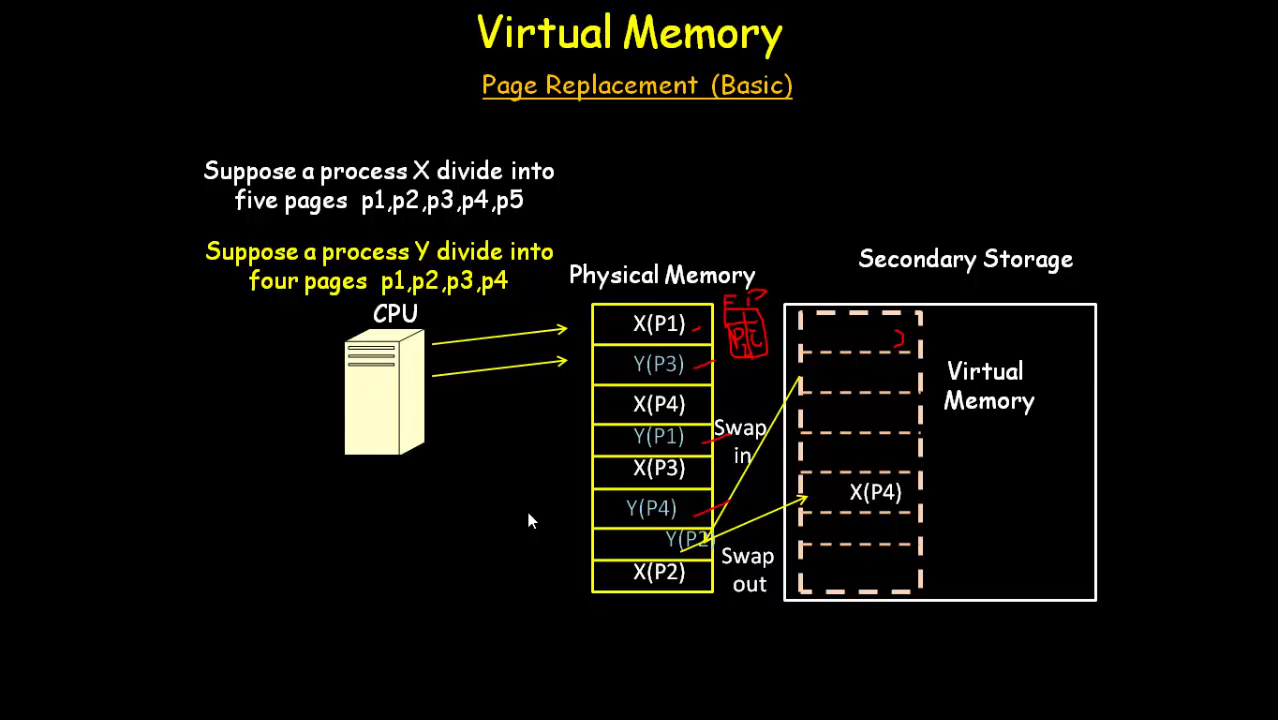 Virtual Memory
Page Replacement (Basic)
Suppose a process X divide into
five pages p1,p2,p3,p4,p5
Suppose a process Y divide into
four pages p1,p2,p3,p4
CPU
Physical Memory
X(P1)
Y(P3)
X(P4)
Y(P1)
X(P3)
Y(P4)
Y(P2
X(P2)
Swap
in
Swap
out
Secondary Storage
X(P4)
Virtual
Memory